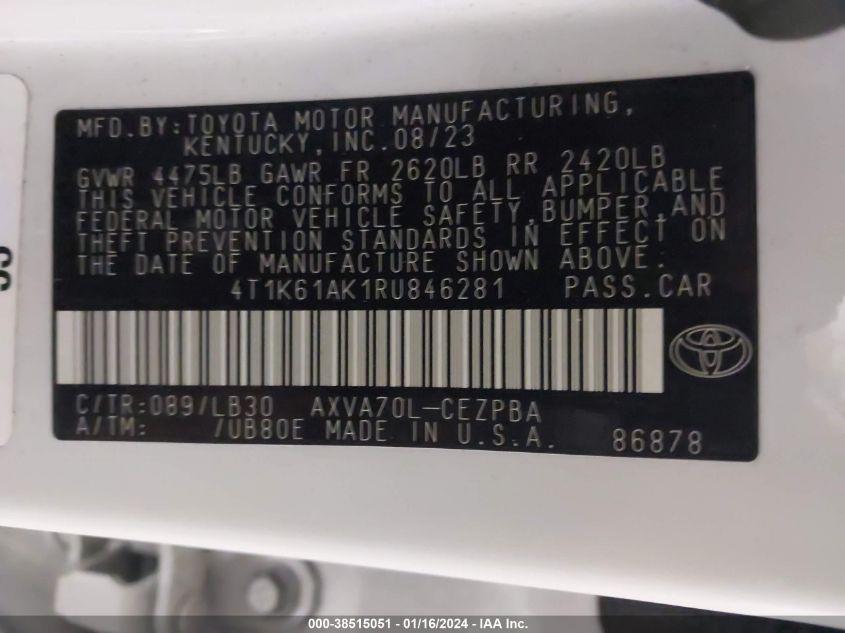 MFD.BY:TOYOTA MOTOR MANUFACTURING,
KENTUCKY,INC.08/23
GVWR 4475LB GAWR FR 2620LB RR 2420LB
THIS VEHICLE CONFORMS TO ALL APPLICABLE
FEDERAL MOTOR VEHICLE SAFETY,BUMPER,AND
THEFT PREVENTION STANDARDS IN EFFECT ON
THE DATE OF MANUFACTURE SHOWN ABOVE.
4T1K61AK1RU846281 PASS.CAR
C/TR:089/LB30 AXVA70L-CEZPBA
A/TM: /UB80E MADE IN U.S.A. 86878
000-38515051 - 01/16/2024 - IAA Inc.